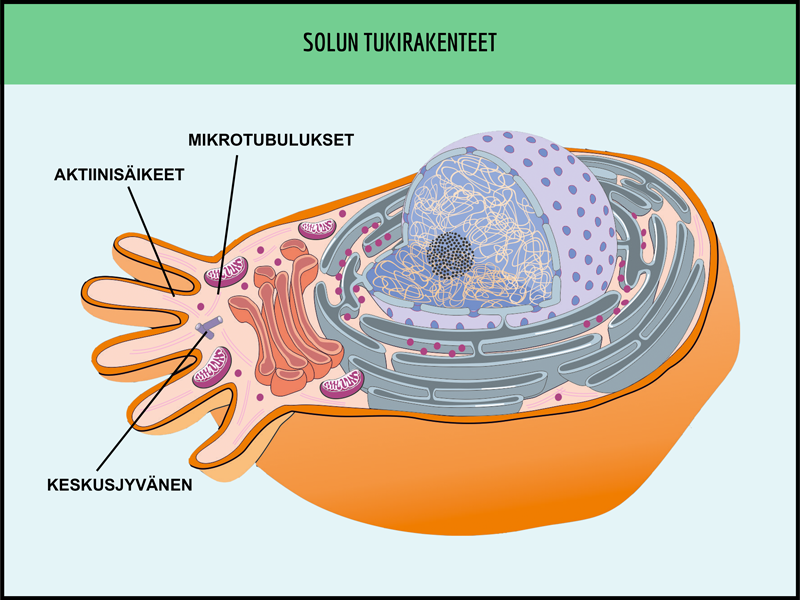 SOLUN TUKIRAKENTEET
MIKROTUBULUKSET
AKTIINISÄIKEET
KESKUSJYVÄNEN